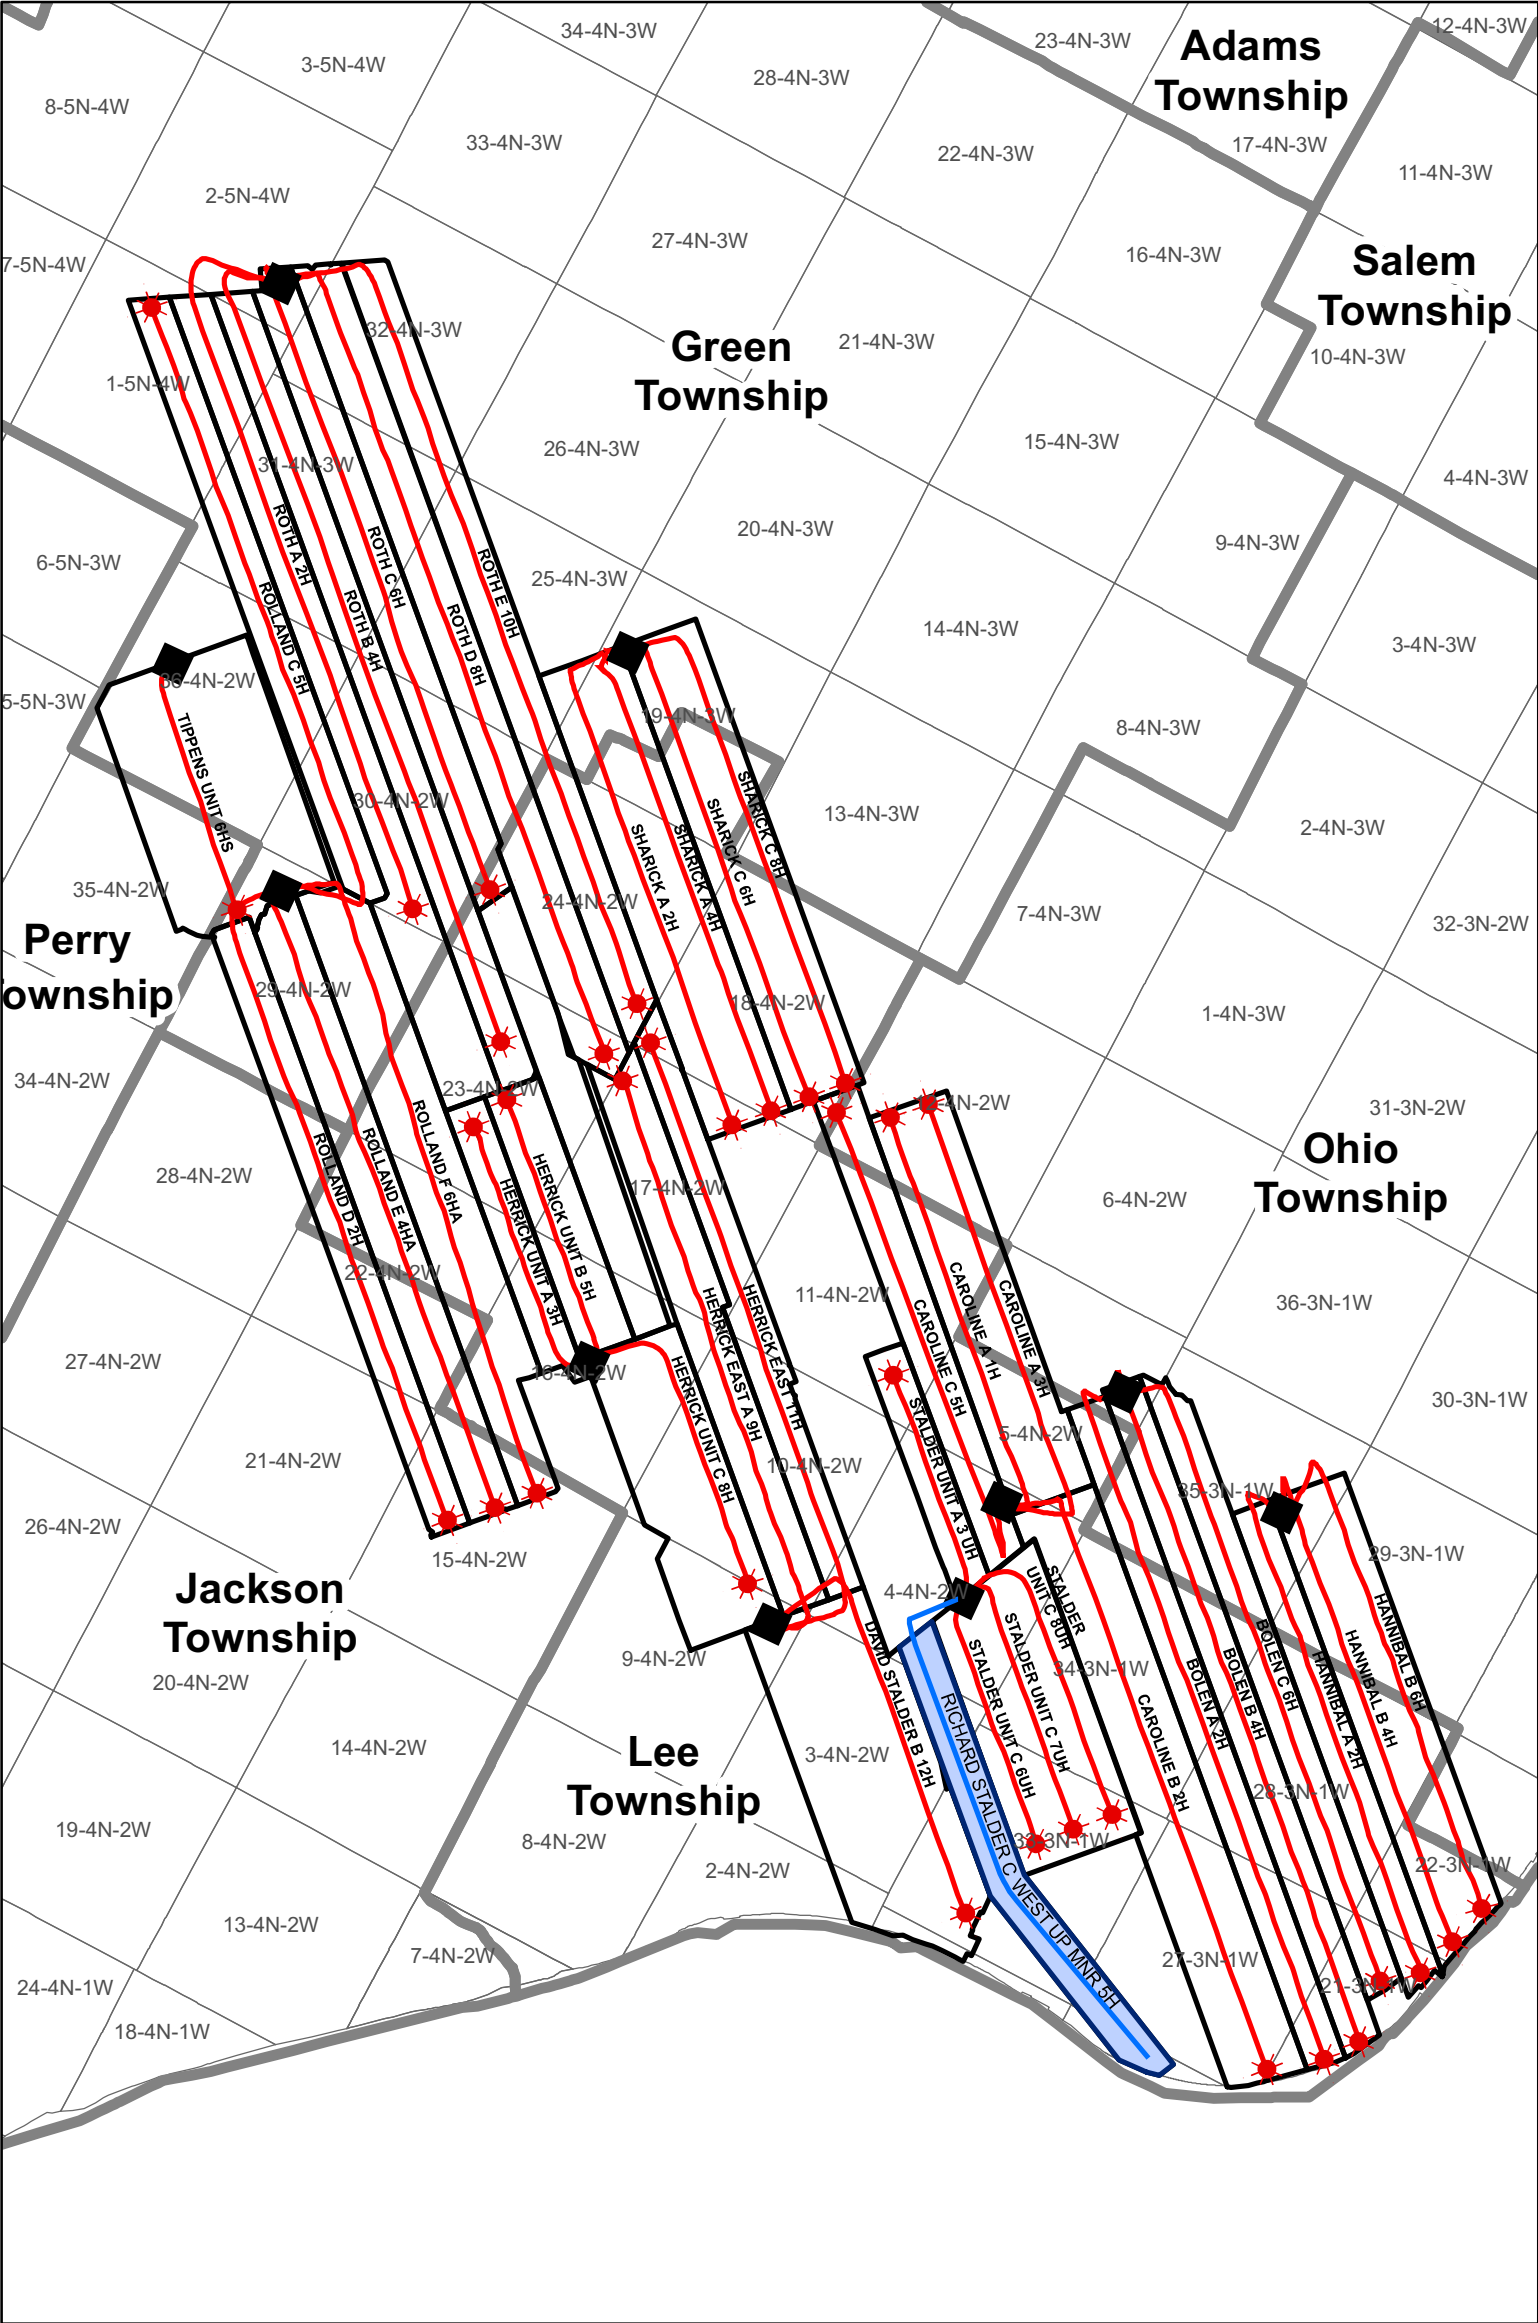 12-4N-3W
34-4N-3W
23-4N-3W
Adams
Township
3-5N-4W
28-4N-3W
8-5N-4W
33-4N-3W
22-4N-3W
17-4N-3W
11-4N-3W
2-5N-4W
27-4N-3W
16-4N-3W
Salem
Township
7-5N-4W
32-4N-3W
Green
Township
21-4N-3W
10-4N-3W
1-5N-4W
31-4N-3W
26-4N-3W
15-4N-3W
4-4N-3W
20-4N-3W
9-4N-3W
6-5N-3W
25-4N-3W
ROTH A 2H
ROTH C 6H
ROTH E 10H
ROLLAND C 5H
ROTH B 4H
ROTH D 8H
14-4N-3W
3-4N-3W
36-4N-2W
5-5N-3W
19-4N-3W
8-4N-3W
TIPPENS UNIT 6HS
30-4N-2W
SHARICK A 2H
SHARICK A 4H
SHARICK C 6H
SHARICK C 8H
13-4N-3W
2-4N-3W
35-4N-2W
24-4N-2W
7-4N-3W
32-3N-2W
Perry
ownship
29-4N-2W
18-4N-2W
1-4N-3W
34-4N-2W
23-4N-2W
12-4N-2W
31-3N-2W
Ohio
Township
28-4N-2W
17-4N-2W
6-4N-2W
ROLLAND D 2H
ROLLAND E 4HA
ROLLAND F 6HA
HERRICK UNIT A 3H
HERRICK UNIT B 5H
22-4N-2W
11-4N-2W
36-3N-1W
27-4N-2W
16-4N-2W
HERRICK UNIT C 8H
HERRICK EAST A 9H
HERRICK EAST 11H
CAROLINE C 5H
CAROLINE A 1H
CAROLINE A 3H
30-3N-1W
21-4N-2W
10-4N-2W
STALDER UNIT A 3 UH
5-4N-2W
35-3N-1W
26-4N-2W
15-4N-2W
29-3N-1W
Jackson
Township
4-4N-2W
STALDER
UNIT C 8UH
9-4N-2W
34-3N-1W
20-4N-2W
DAVID STALDER B 12H
STALDER UNIT C 6UH
STALDER UNIT C 7UH
CAROLINE B 2H
BOLEN A 2H
BOLEN B 4H
BOLEN C 6H
HANNIBAL A 2H
HANNIBAL B 4H
HANNIBAL B 6H
14-4N-2W
Lee
Township
3-4N-2W
28-3N-1W
19-4N-2W
8-4N-2W
2-4N-2W
33-3N-1W
22-3N-1W
RICHARD STALDER C WEST UP MNR 5H
13-4N-2W
7-4N-2W
27-3N-1W
24-4N-1W
21-3N-1W
18-4N-1W